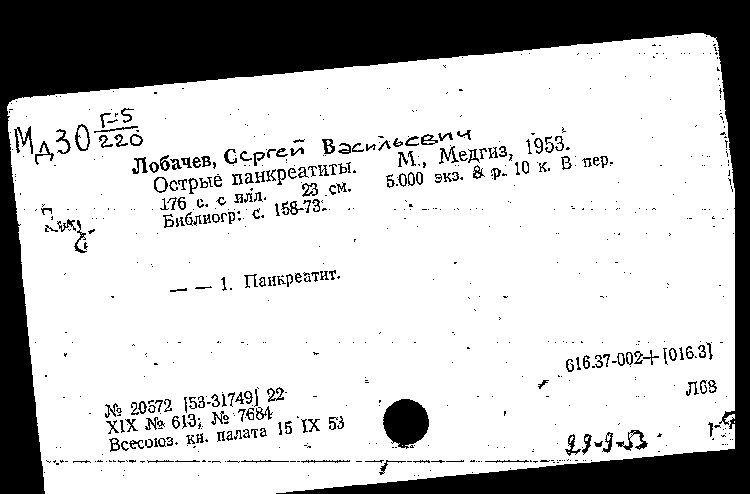 Мд30 Г-5/220
Лобачев, Сергей Васильевич
Острые панкреатиты. М., Медгиз, 1953.
176 с. с илл. 23 см. 5.000 экз. 8 р. 10 к. В пер.
Библиогр: с. 158-73.
— — 1. Панкреатит.
616.37-002+[016.3]
Л68
№ 20572 [53-31749] 22
XIX № 613; № 7684
Всесоюз. кн. палата 15 IX 53
29-9-53